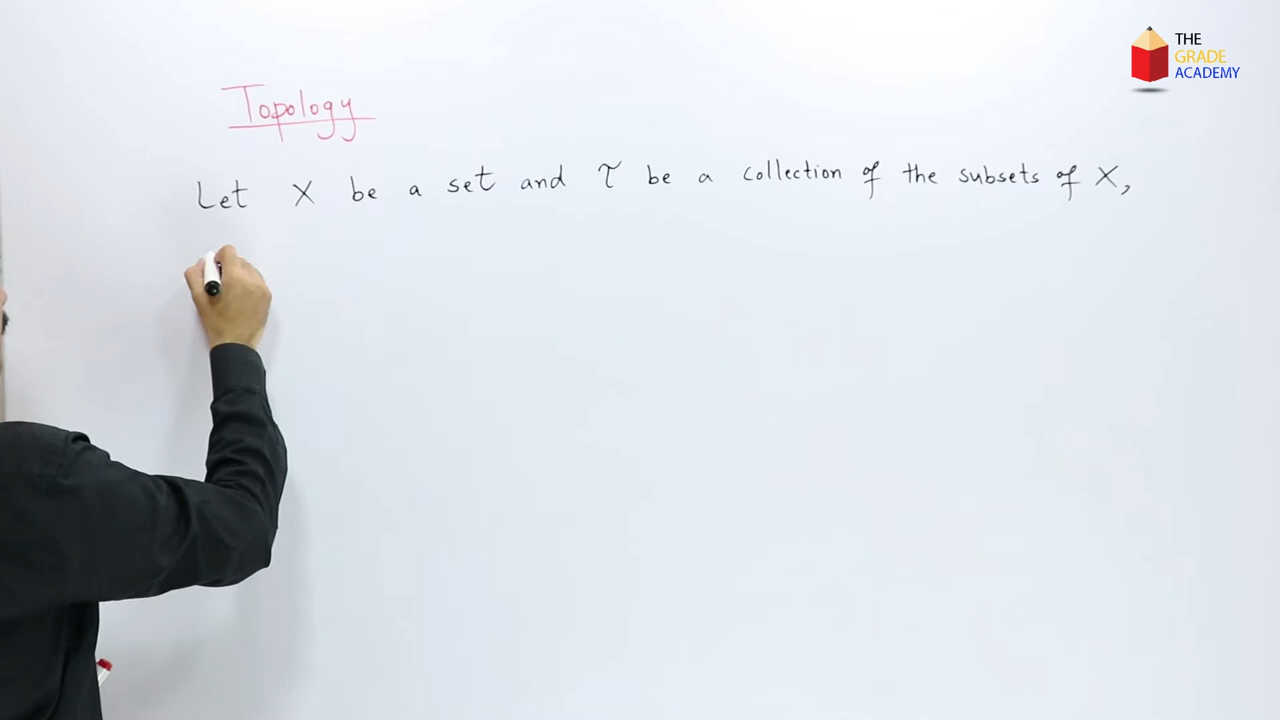 THE
GRADE
ACADEMY
Topology
Let X be a set and τ be a collection of the subsets of X,